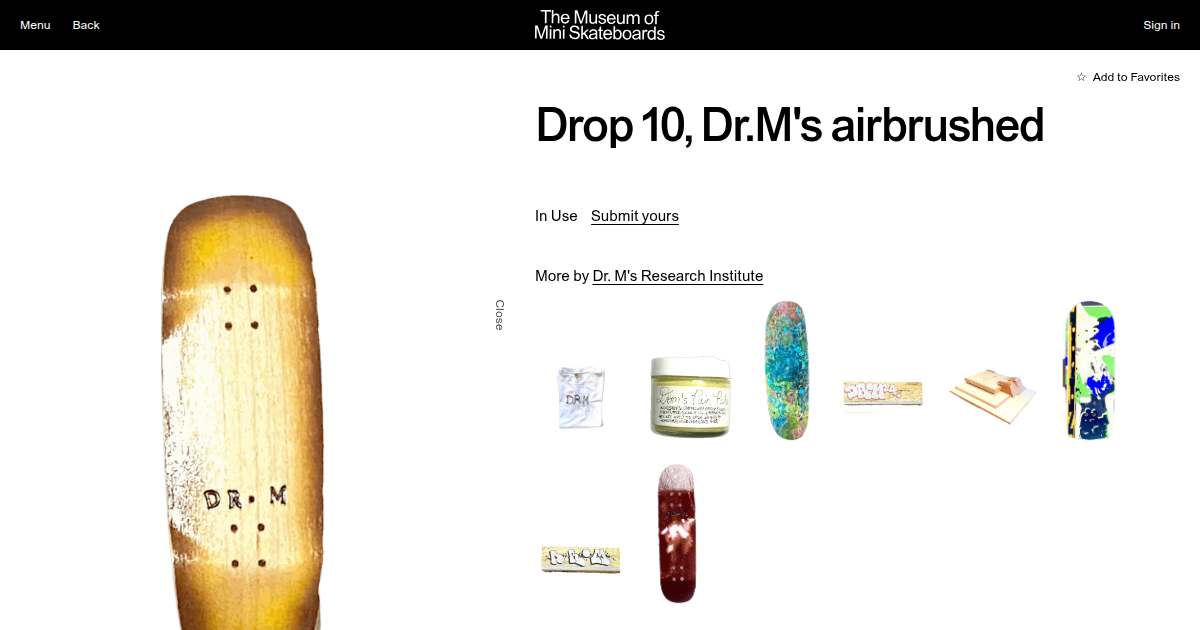 Menu
Back
The Museum of
Mini Skateboards
Sign in
☆ Add to Favorites
Drop 10, Dr.M's airbrushed
In Use Submit yours
More by Dr. M's Research Institute
Close
DR. M
DRM